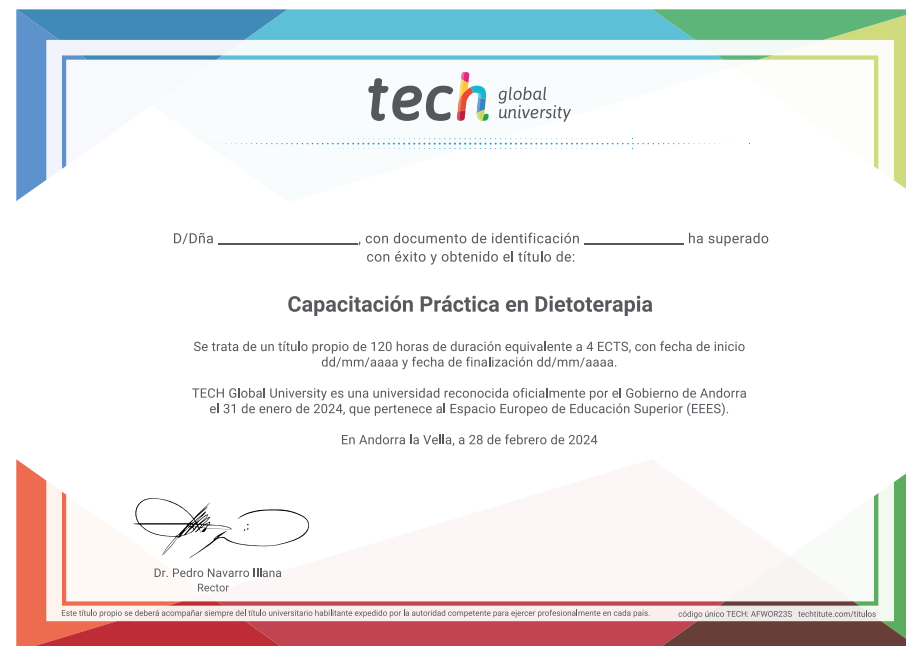 tech global university
D/Dña ____________________, con documento de identificación ______________ ha superado
con éxito y obtenido el título de:
Capacitación Práctica en Dietoterapia
Se trata de un título propio de 120 horas de duración equivalente a 4 ECTS, con fecha de inicio
dd/mm/aaaa y fecha de finalización dd/mm/aaaa.
TECH Global University es una universidad reconocida oficialmente por el Gobierno de Andorra
el 31 de enero de 2024, que pertenece al Espacio Europeo de Educación Superior (EEES).
En Andorra la Vella, a 28 de febrero de 2024
Dr. Pedro Navarro Illana
Rector
Este título propio se deberá acompañar siempre del título universitario habilitante expedido por la autoridad competente para ejercer profesionalmente en cada país. código único TECH: AFWOR23S techtitute.com/titulos